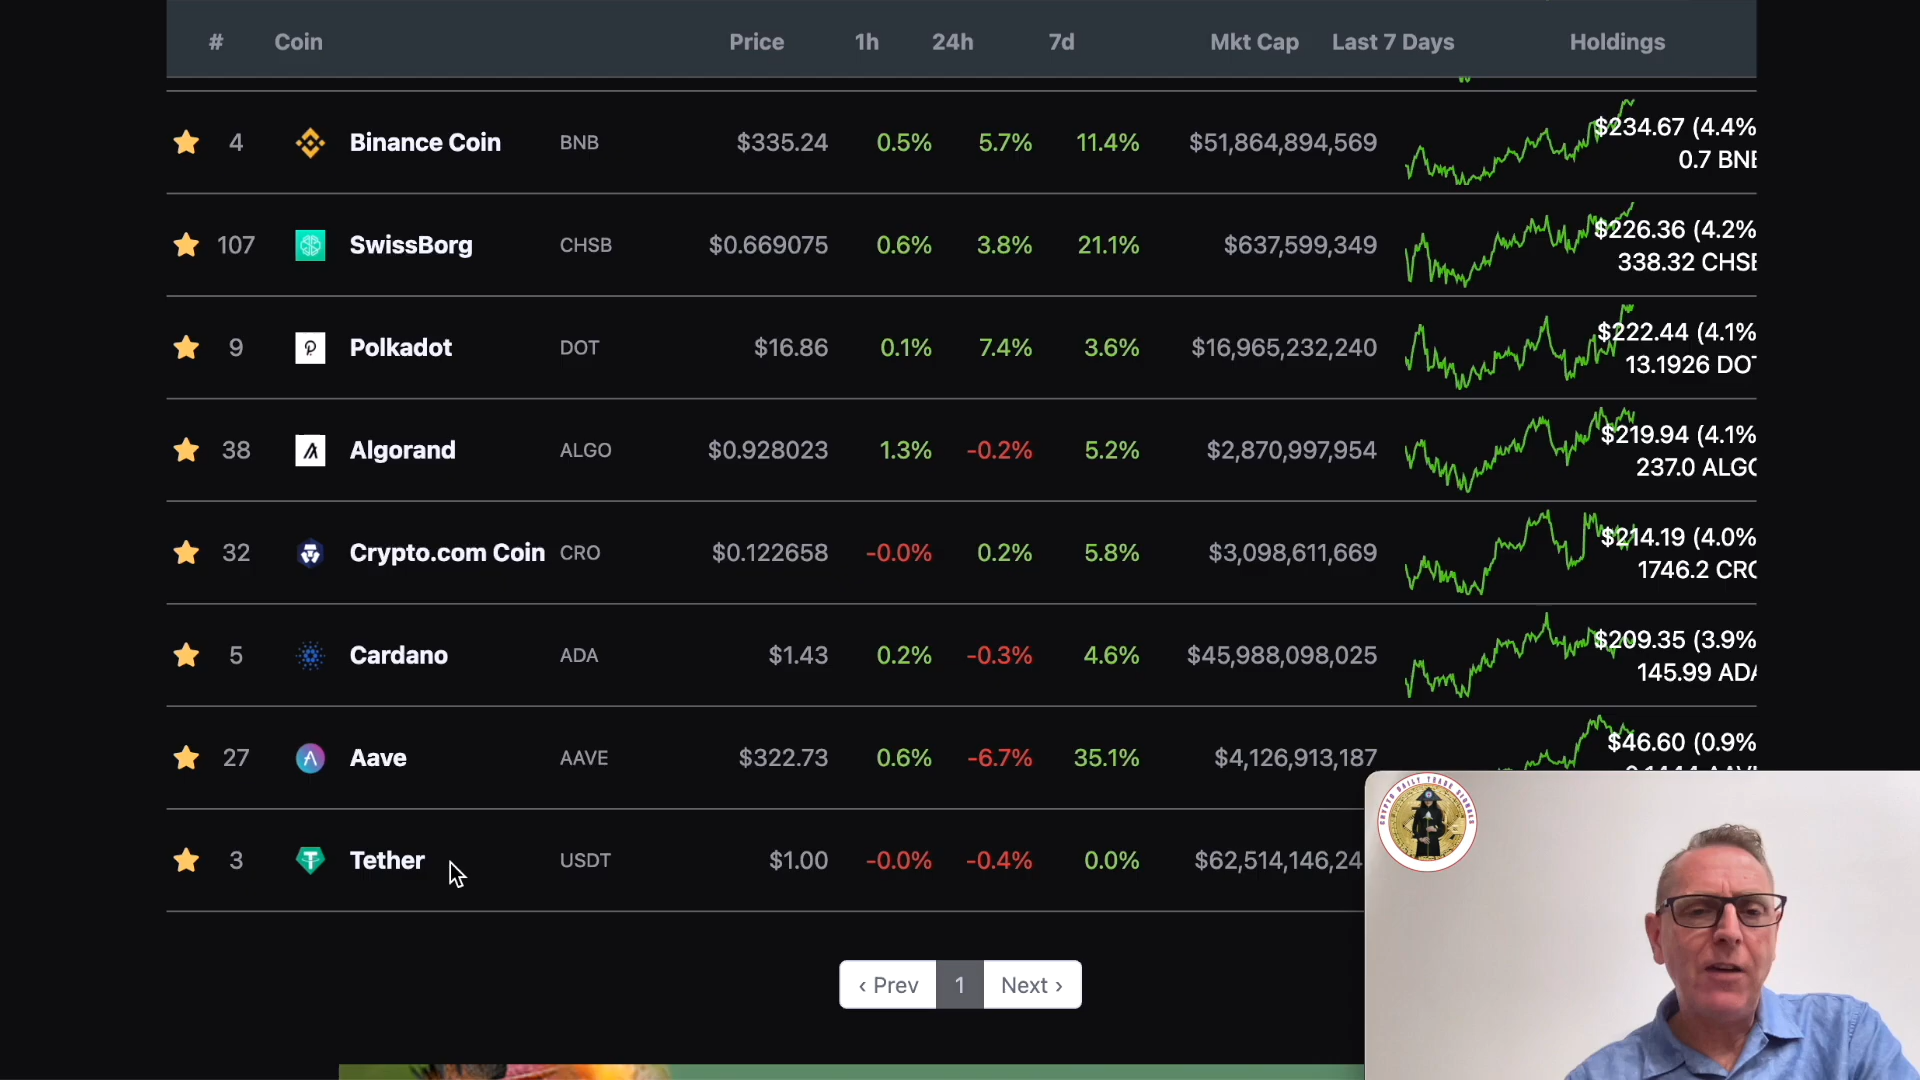 # Coin Price 1h 24h 7d Mkt Cap Last 7 Days Holdings
4 Binance Coin BNB $335.24 0.5% 5.7% 11.4% $51,864,894,569 $234.67 (4.4%
0.7 BNB
107 SwissBorg CHSB $0.669075 0.6% 3.8% 21.1% $637,599,349 $226.36 (4.2%
338.32 CHSB
9 Polkadot DOT $16.86 0.1% 7.4% 3.6% $16,965,232,240 $222.44 (4.1%
13.1926 DOT
38 Algorand ALGO $0.928023 1.3% -0.2% 5.2% $2,870,997,954 $219.94 (4.1%
237.0 ALGO
32 Crypto.com Coin CRO $0.122658 -0.0% 0.2% 5.8% $3,098,611,669 $214.19 (4.0%
1746.2 CRO
5 Cardano ADA $1.43 0.2% -0.3% 4.6% $45,988,098,025 $209.35 (3.9%
145.99 ADA
27 Aave AAVE $322.73 0.6% -6.7% 35.1% $4,126,913,187 $46.60 (0.9%
3 Tether USDT $1.00 -0.0% -0.4% 0.0% $62,514,146,24
CRYPTO DAILY TRADE SIGNALS
‹ Prev 1 Next ›